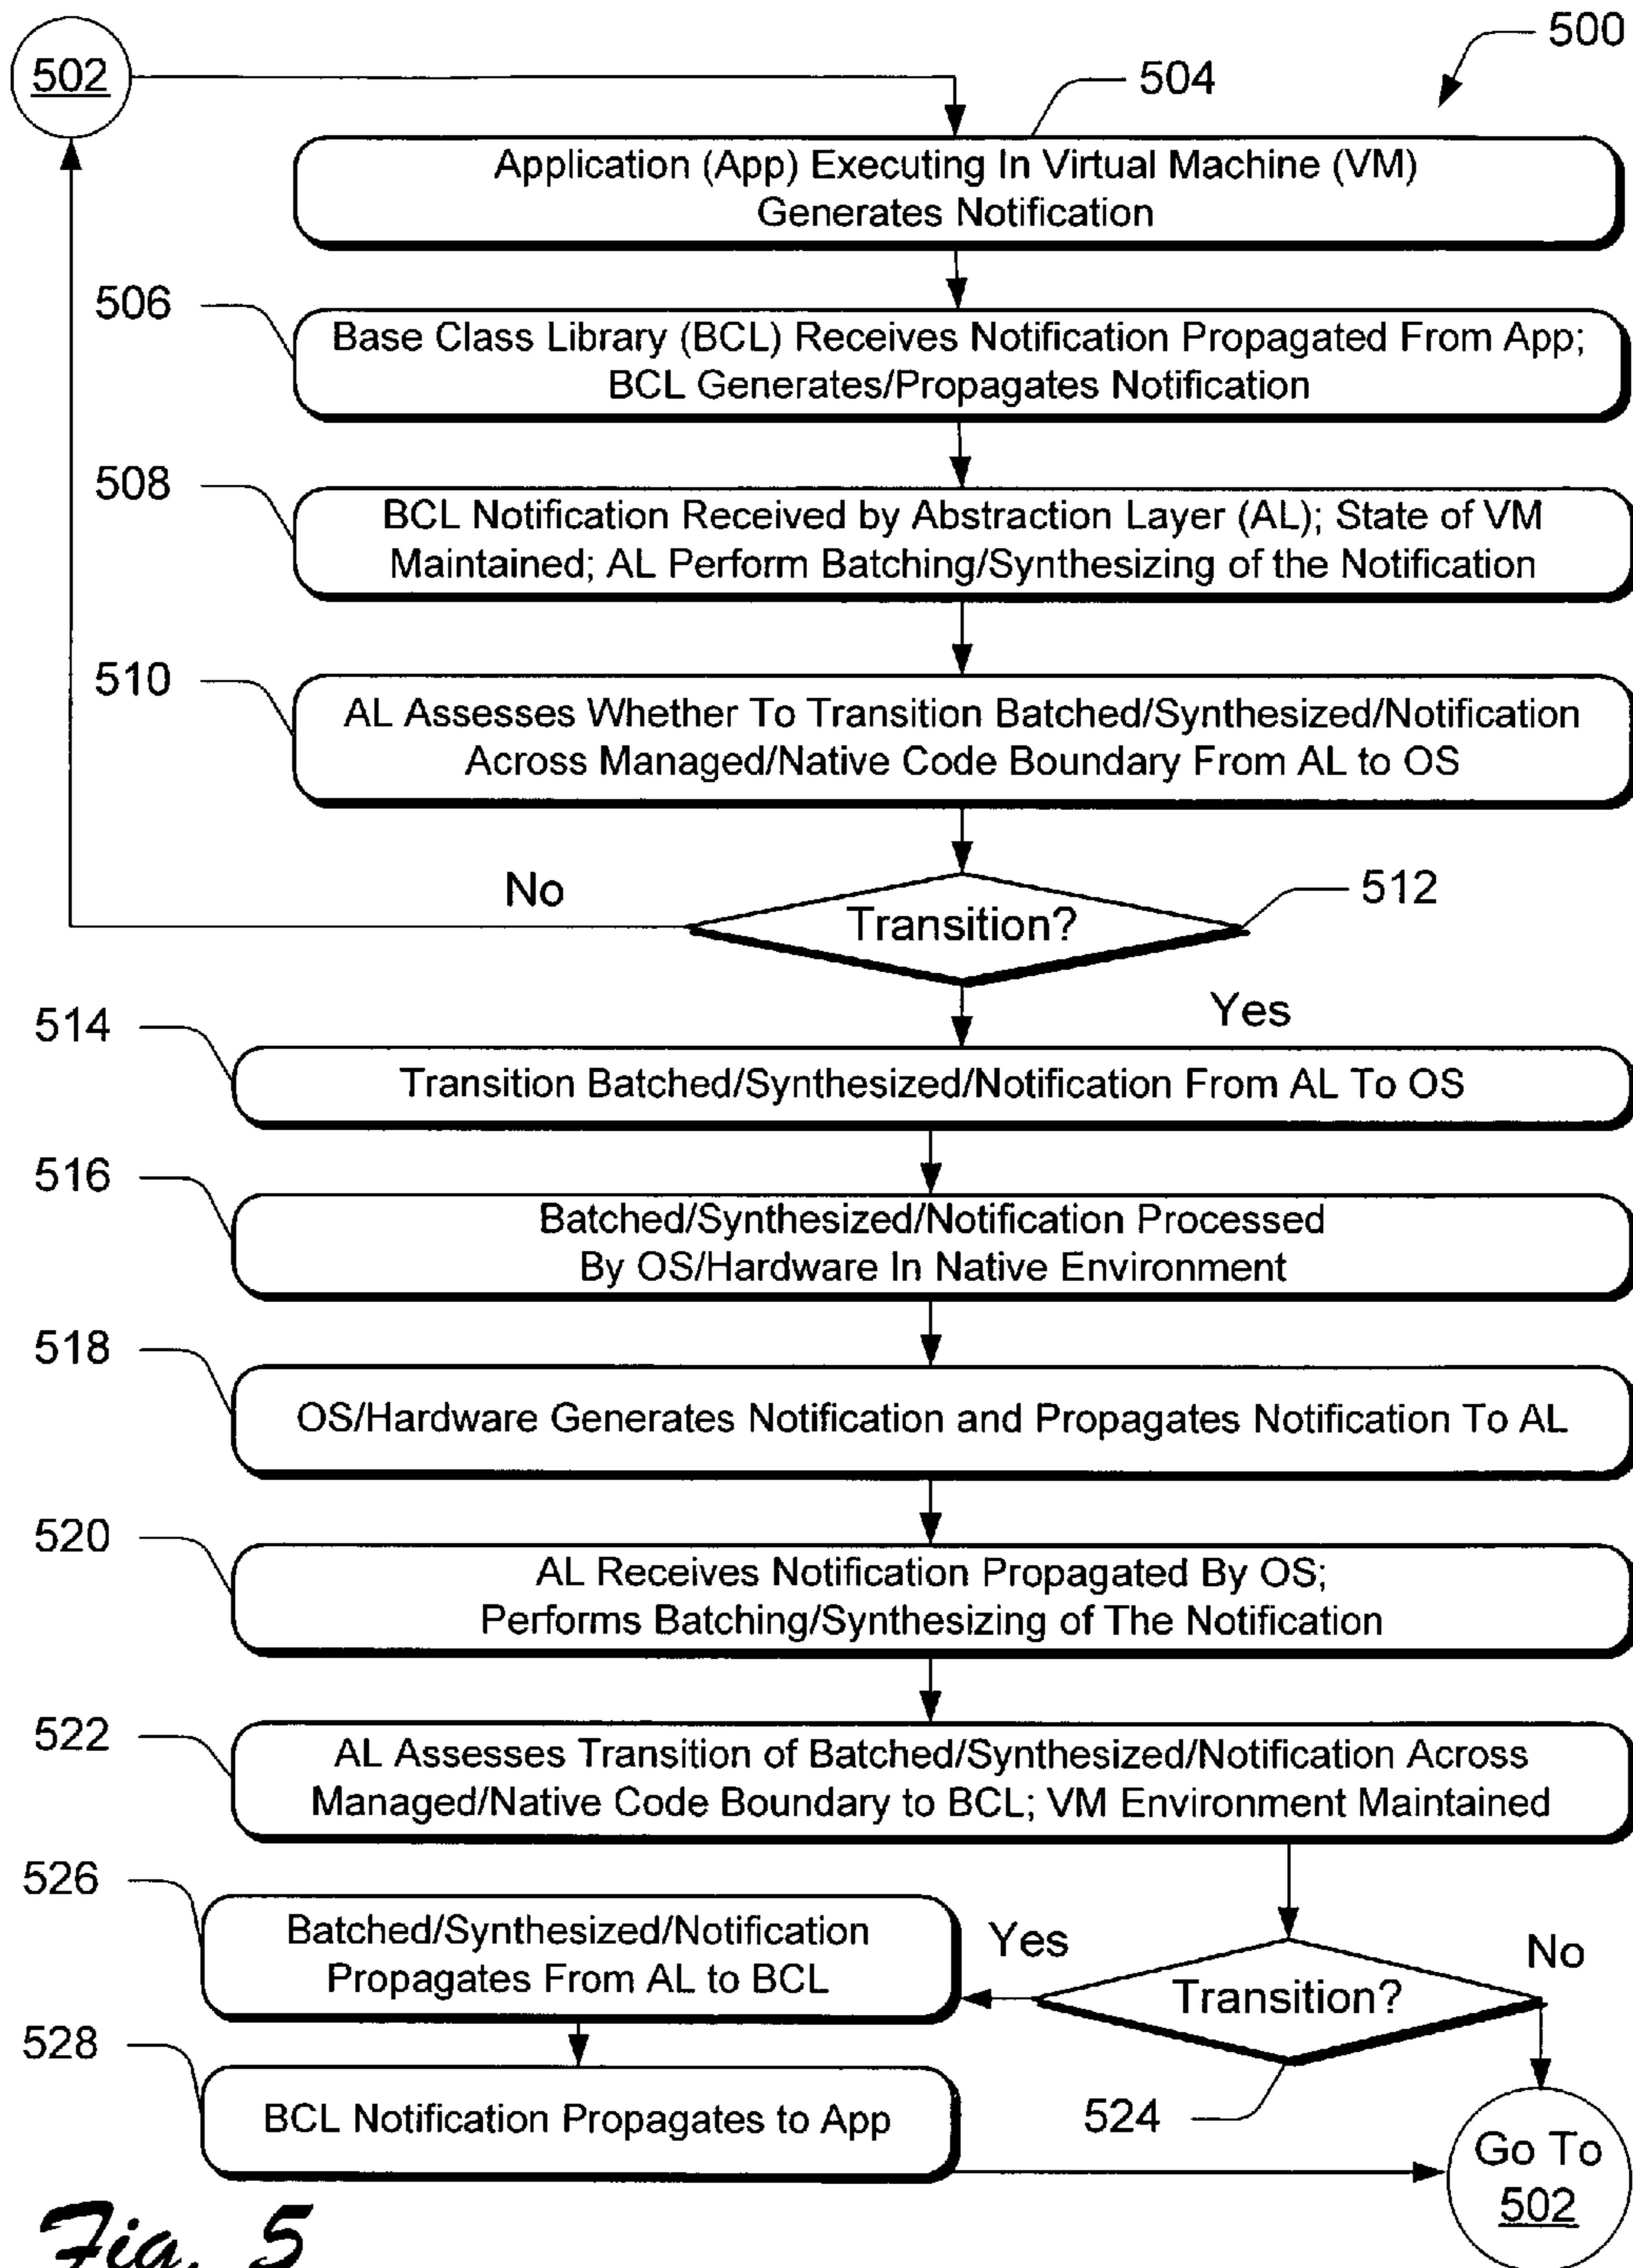 500
502
504
Application (App) Executing In Virtual Machine (VM)
Generates Notification
506
Base Class Library (BCL) Receives Notification Propagated From App;
BCL Generates/Propagates Notification
508
BCL Notification Received by Abstraction Layer (AL); State of VM
Maintained; AL Perform Batching/Synthesizing of the Notification
510
AL Assesses Whether To Transition Batched/Synthesized/Notification
Across Managed/Native Code Boundary From AL to OS
No
512
Transition?
Yes
514
Transition Batched/Synthesized/Notification From AL To OS
516
Batched/Synthesized/Notification Processed
By OS/Hardware In Native Environment
518
OS/Hardware Generates Notification and Propagates Notification To AL
520
AL Receives Notification Propagated By OS;
Performs Batching/Synthesizing of The Notification
522
AL Assesses Transition of Batched/Synthesized/Notification Across
Managed/Native Code Boundary to BCL; VM Environment Maintained
526
Batched/Synthesized/Notification
Propagates From AL to BCL
Yes
No
Transition?
528
BCL Notification Propagates to App
524
Go To
502
Fig. 5